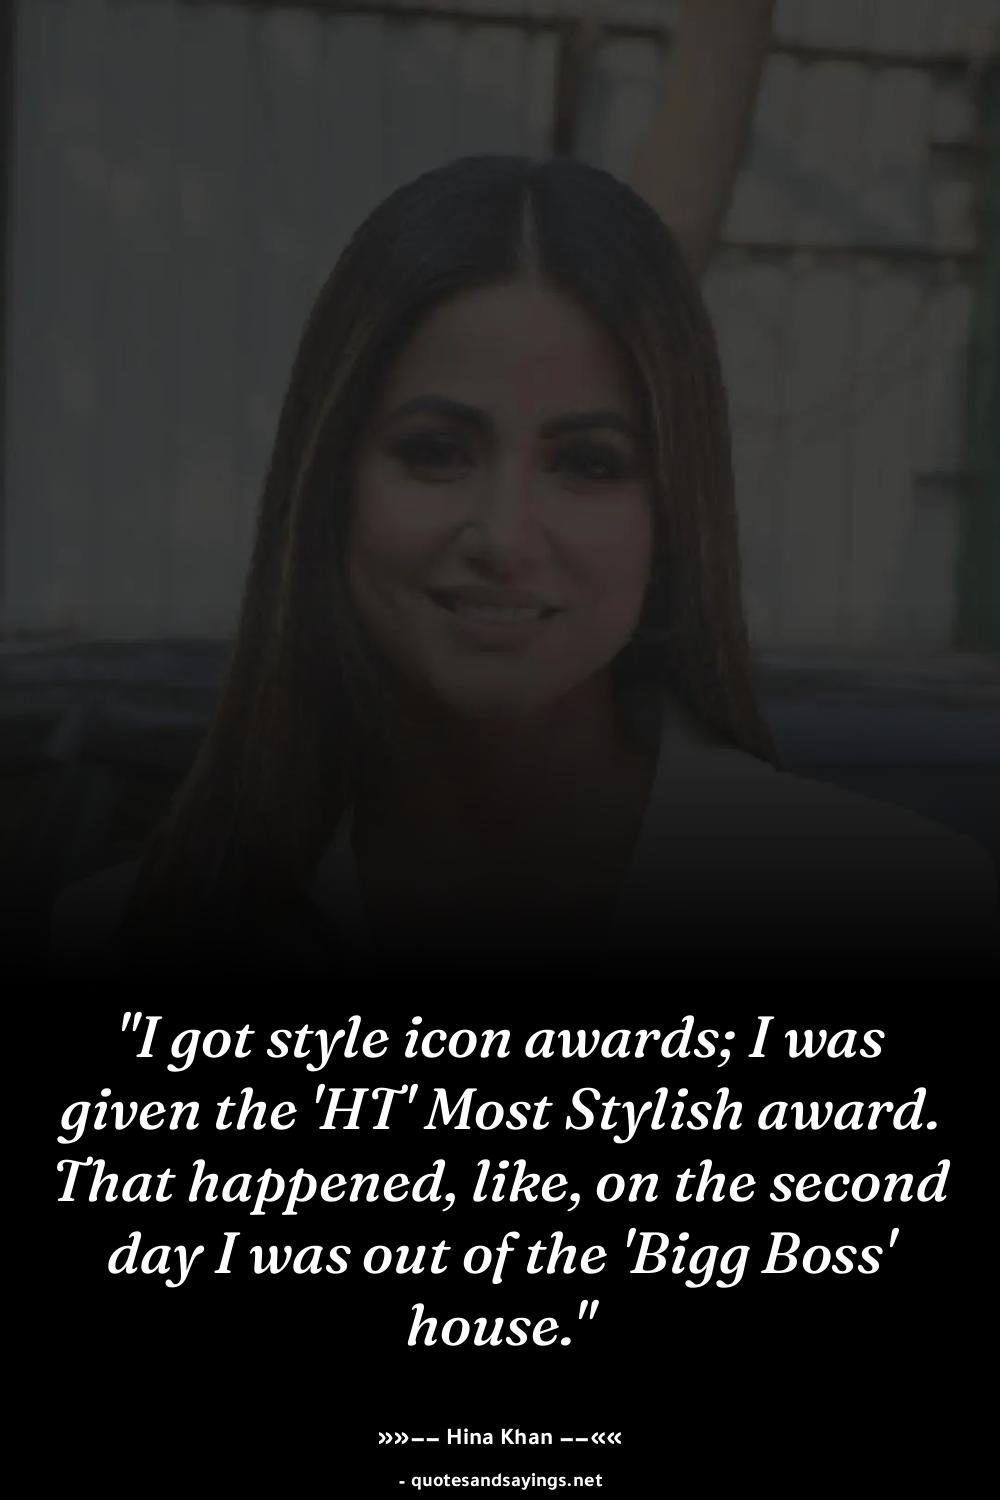 "I got style icon awards; I was
given the 'HT' Most Stylish award.
That happened, like, on the second
day I was out of the 'Bigg Boss'
house."
»»−− Hina Khan −−««
- quotesandsayings.net